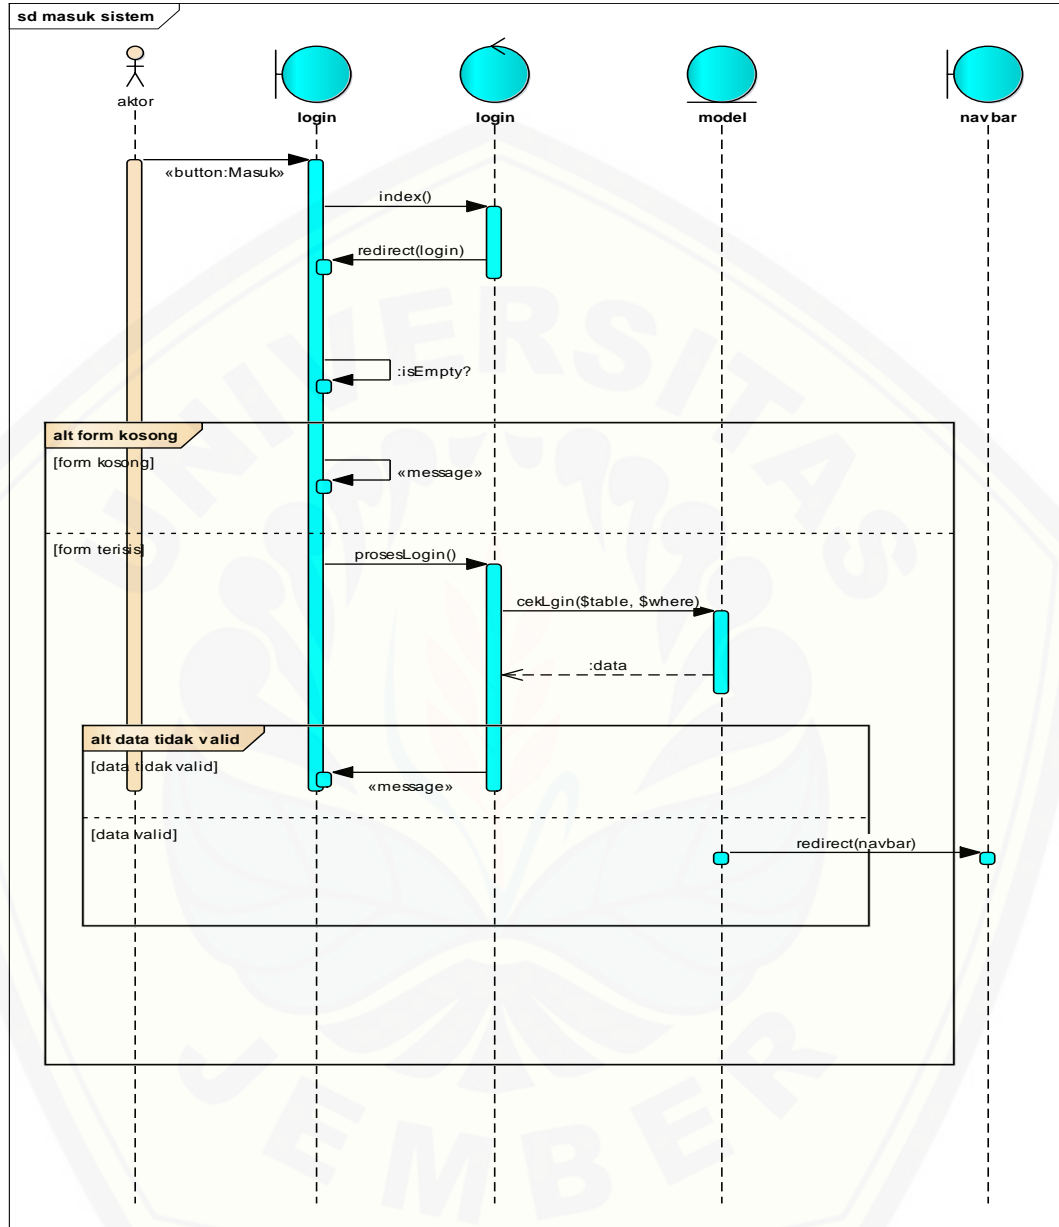 sd masuk sistem
aktor
login
login
model
navbar
«button:Masuk»
index()
redirect(login)
:isEmpty?
alt form kosong
[form kosong]
«message»
[form terisis]
prosesLogin()
cekLgin($table, $where)
:data
alt data tidak valid
[data tidak valid]
«message»
[data valid]
redirect(navbar)
UNIVERSITAS
JEMBER